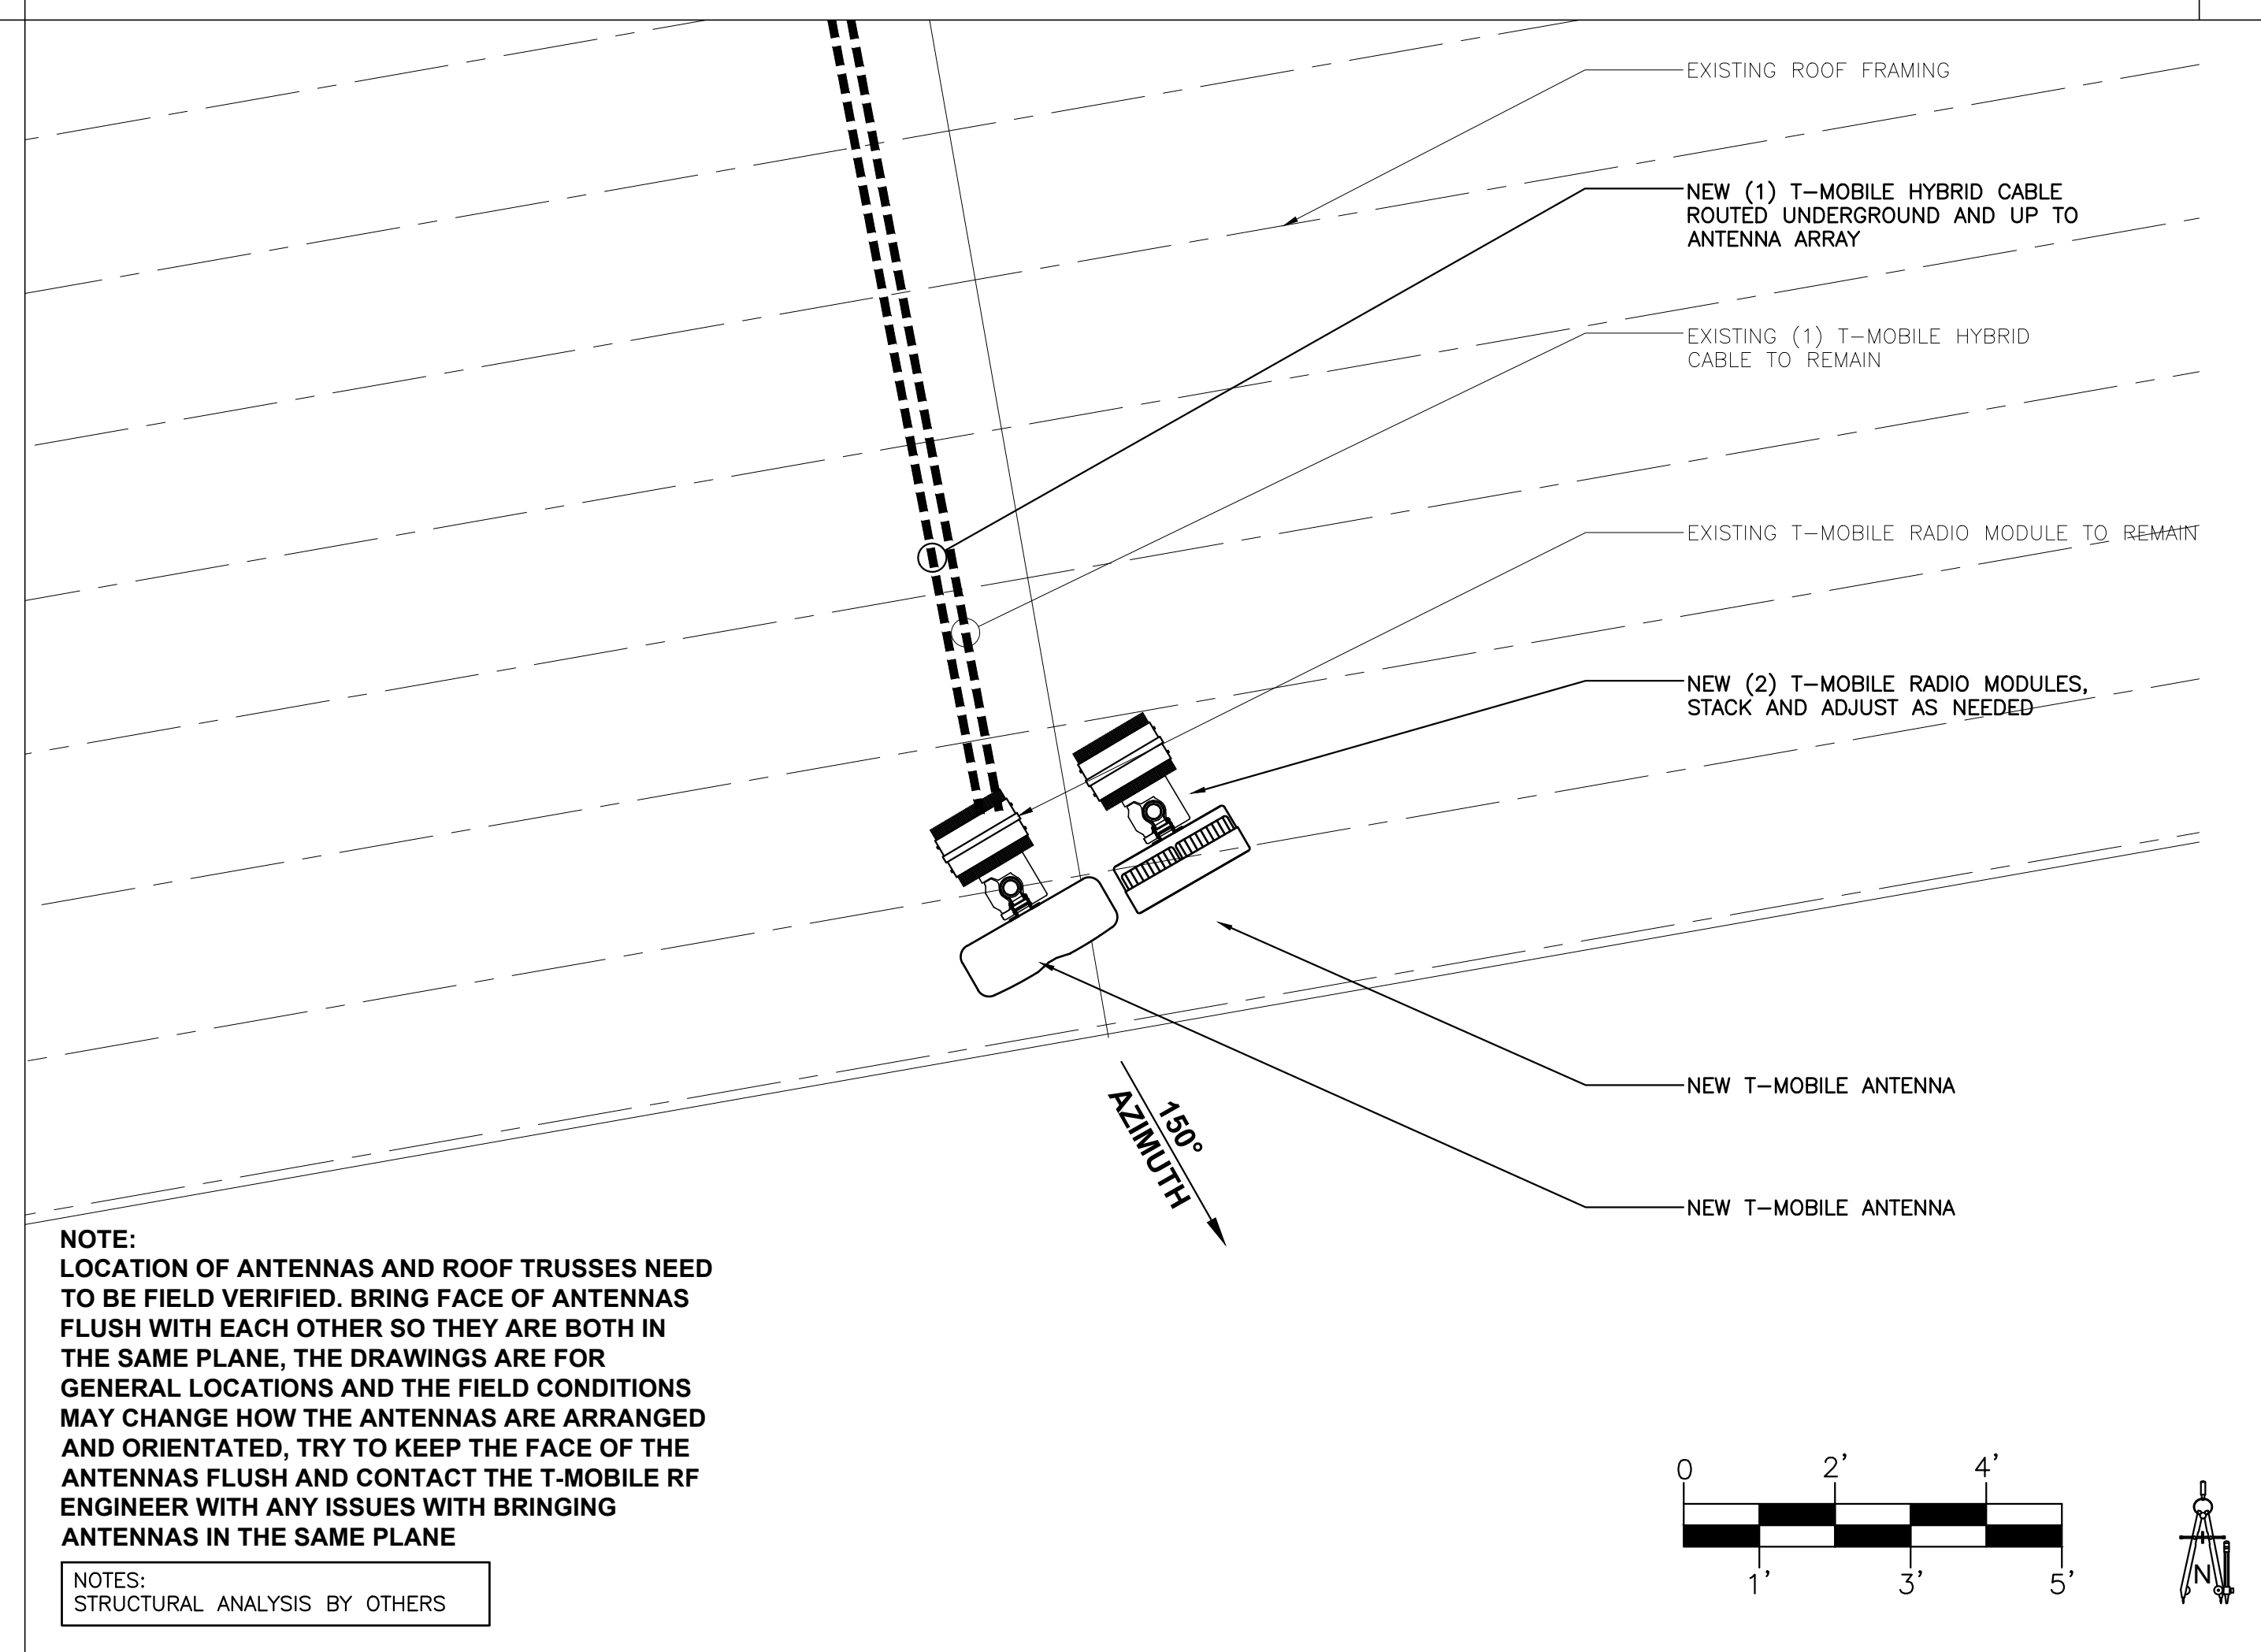 EXISTING ROOF FRAMING
NEW (1) T-MOBILE HYBRID CABLE
ROUTED UNDERGROUND AND UP TO
ANTENNA ARRAY
EXISTING (1) T-MOBILE HYBRID
CABLE TO REMAIN
EXISTING T-MOBILE RADIO MODULE TO REMAIN
NEW (2) T-MOBILE RADIO MODULES,
STACK AND ADJUST AS NEEDED
NEW T-MOBILE ANTENNA
NEW T-MOBILE ANTENNA
150°
AZIMUTH
NOTE:
LOCATION OF ANTENNAS AND ROOF TRUSSES NEED
TO BE FIELD VERIFIED. BRING FACE OF ANTENNAS
FLUSH WITH EACH OTHER SO THEY ARE BOTH IN
THE SAME PLANE, THE DRAWINGS ARE FOR
GENERAL LOCATIONS AND THE FIELD CONDITIONS
MAY CHANGE HOW THE ANTENNAS ARE ARRANGED
AND ORIENTATED, TRY TO KEEP THE FACE OF THE
ANTENNAS FLUSH AND CONTACT THE T-MOBILE RF
ENGINEER WITH ANY ISSUES WITH BRINGING
ANTENNAS IN THE SAME PLANE
NOTES:
STRUCTURAL ANALYSIS BY OTHERS
0 2' 4'
1' 3' 5'
N